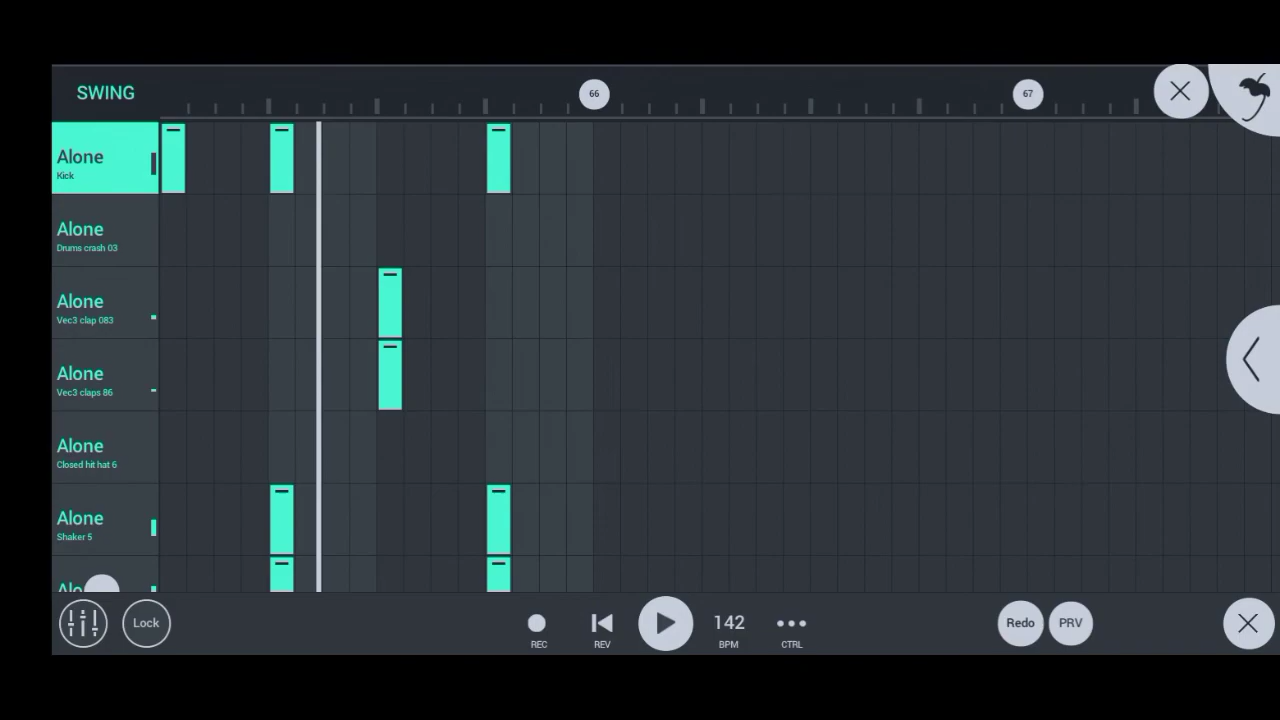 SWING
66
67
Alone
Kick
Alone
Drums crash 03
Alone
Vec3 clap 083
Alone
Vec3 claps 86
Alone
Closed hit hat 6
Alone
Shaker 5
Lock
REC
REV
142
BPM
CTRL
Redo
PRV